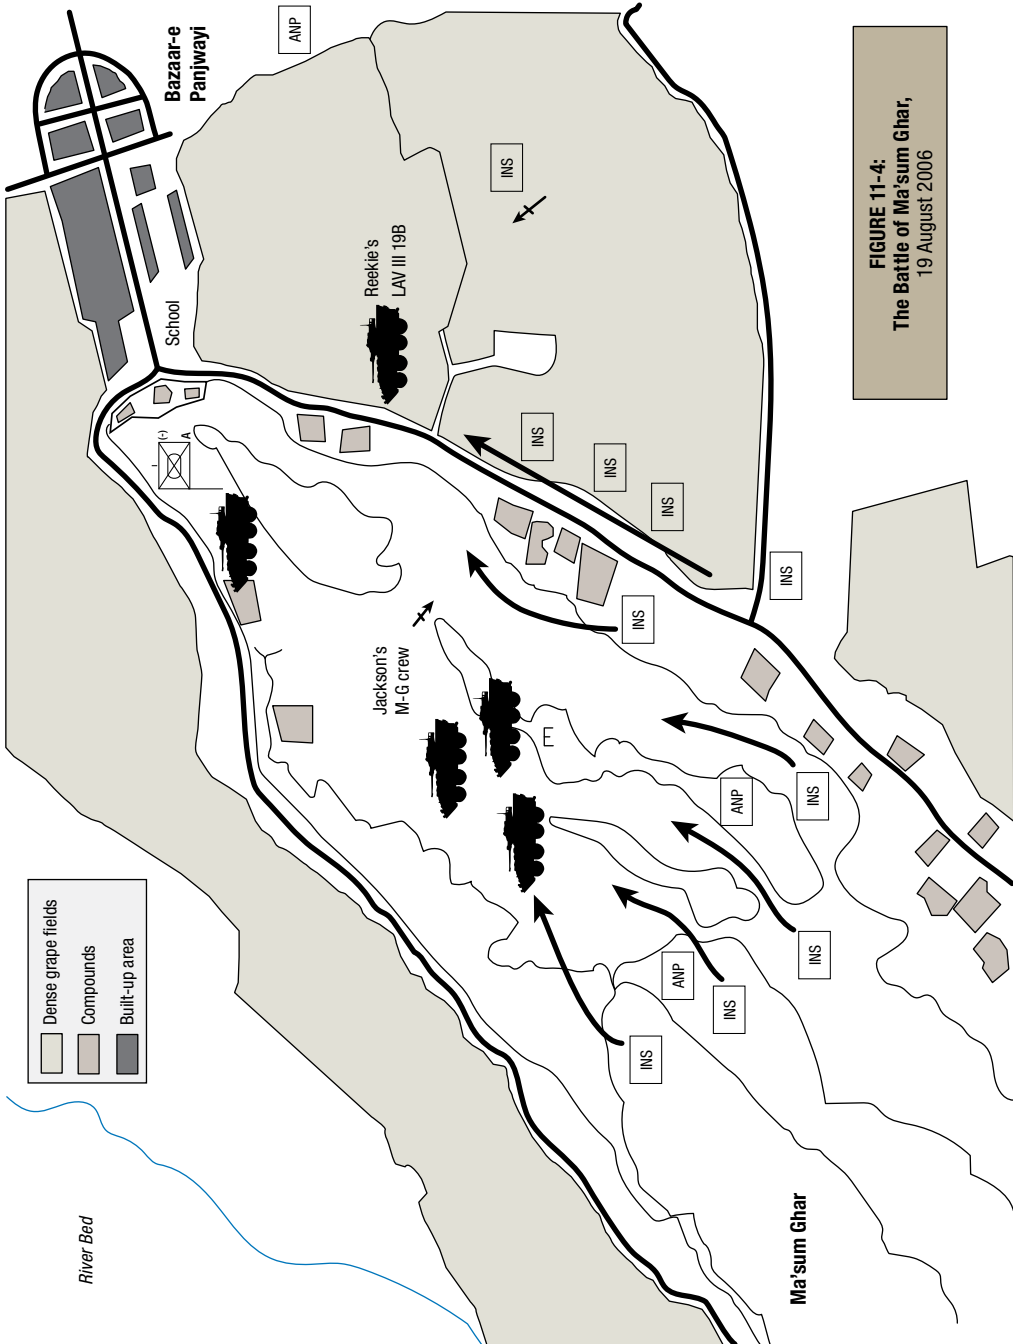 River Bed
Dense grape fields
Compounds
Built-up area
Bazaar-e
Panjwayi
ANP
School
I
(-)
A
Reekie's
LAV III 19B
INS
Jackson's
M-G crew
E
INS
INS
INS
INS
INS
ANP
INS
INS
ANP
INS
INS
Ma'sum Ghar
FIGURE 11-4:
The Battle of Ma'sum Ghar,
19 August 2006